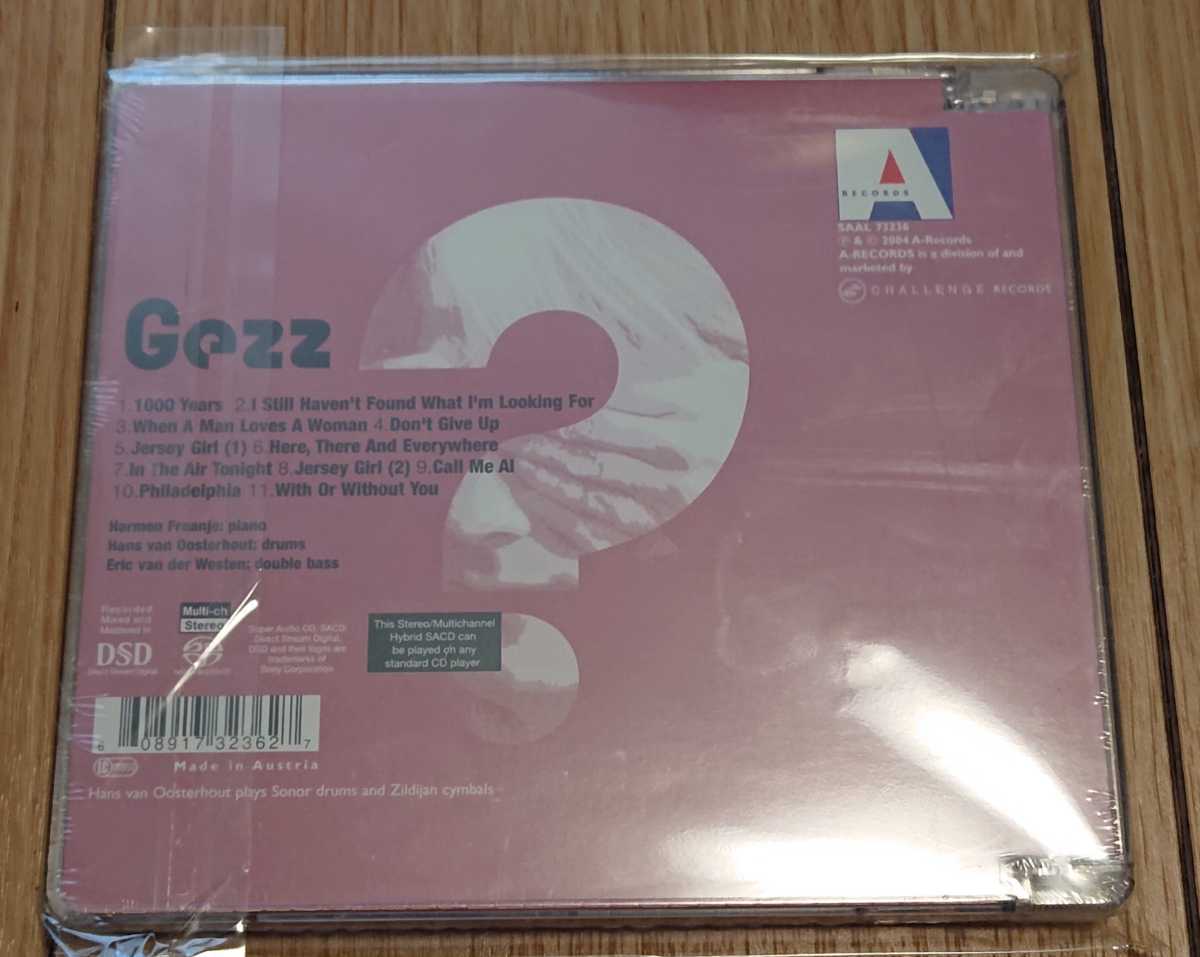 A
RECORDS
SAAL 73236
℗ & © 2004 A-Records
A-RECORDS is a division of and
marketed by
CHALLENGE RECORDS
Gezz
1.1000 Years 2.I Still Haven't Found What I'm Looking For
3.When A Man Loves A Woman 4.Don't Give Up
5.Jersey Girl (1) 6.Here, There And Everywhere
7.In The Air Tonight 8.Jersey Girl (2) 9.Call Me Al
10.Philadelphia 11.With Or Without You
Harmen Fraanje: piano
Hans van Oosterhout: drums
Eric van der Westen: double bass
Recorded
Mixed and
Mastered in
DSD
Direct Stream Digital
Multi-ch
Stereo
Super Audio CD, SACD,
Direct Stream Digital,
DSD and their logos are
trademarks of
Sony Corporation
This Stereo/Multichannel
Hybrid SACD can
be played on any
standard CD player
6 08917 32362 7
Made in Austria
Hans van Oosterhout plays Sonor drums and Zildijan cymbals